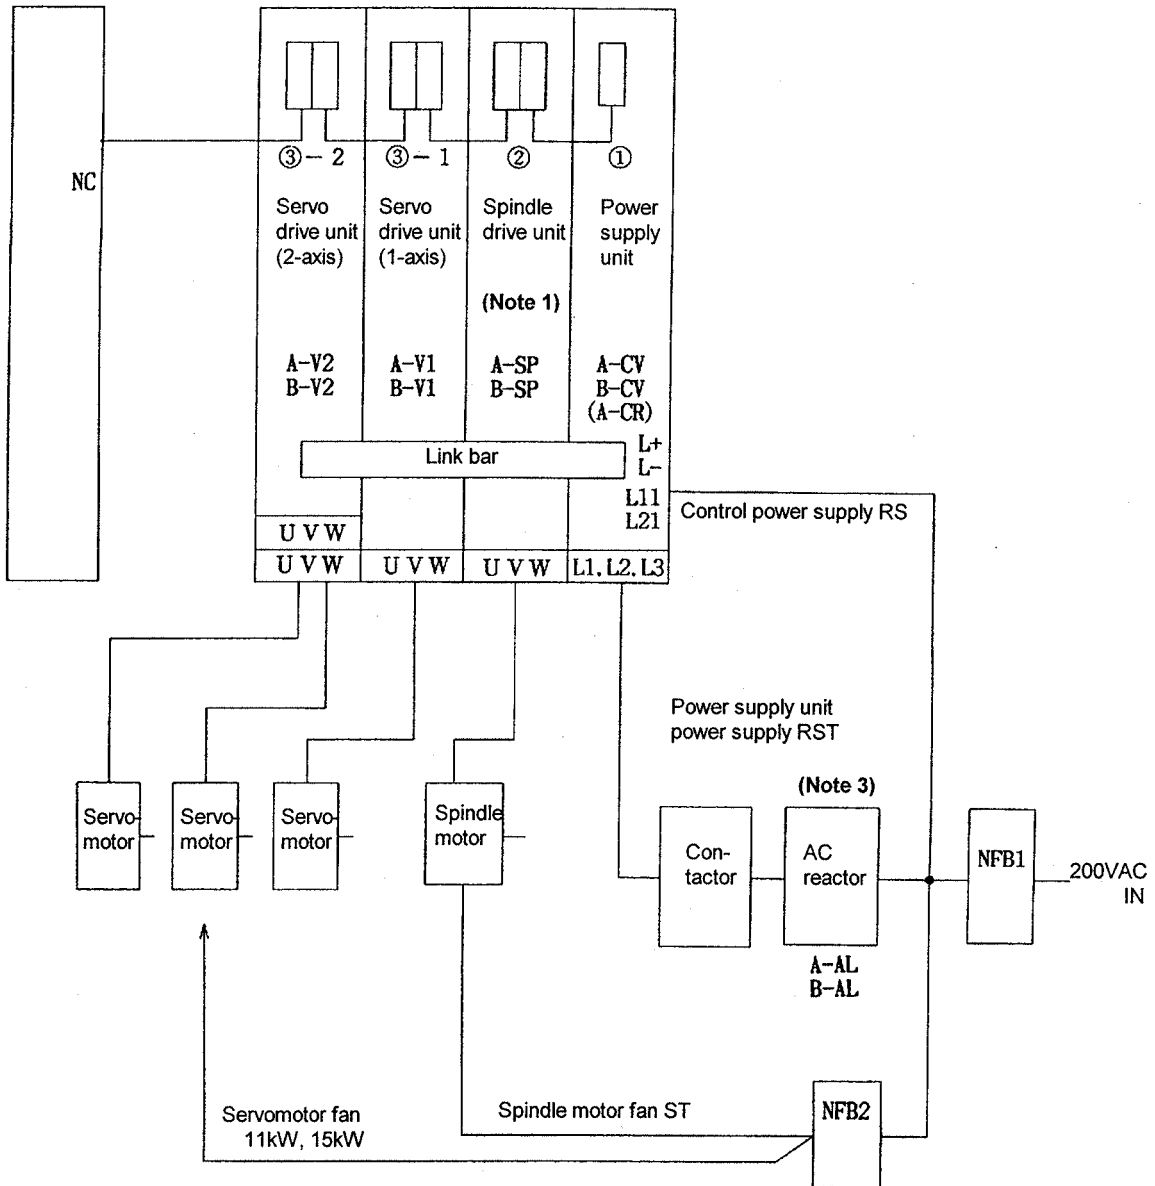 ③-2
③-1
②
①
NC
Servo
drive unit
(2-axis)
Servo
drive unit
(1-axis)
Spindle
drive unit
Power
supply
unit
(Note 1)
A-V2
B-V2
A-V1
B-V1
A-SP
B-SP
A-CV
B-CV
(A-CR)
Link bar
L+
L-
L11
L21
Control power supply RS
U V W
U V W
U V W
U V W
L1, L2, L3
Power supply unit
power supply RST
(Note 3)
Servo-
motor
Servo-
motor
Servo-
motor
Spindle
motor
Con-
tactor
AC
reactor
NFB1
200VAC
IN
A-AL
B-AL
Servomotor fan
11kW, 15kW
Spindle motor fan ST
NFB2